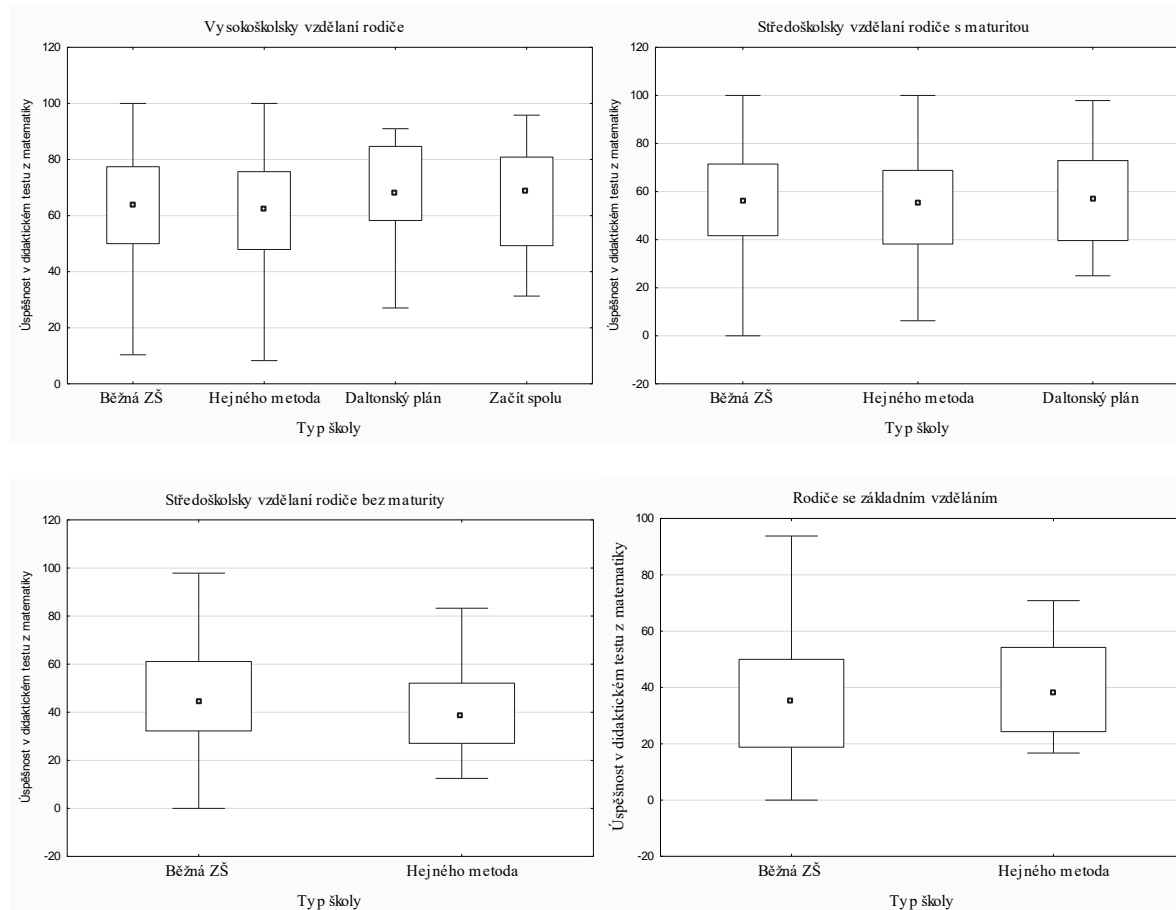 Vysokoškolsky vzdělaní rodiče
Úspěšnost v didaktickém testu z matematiky
120
100
80
60
40
20
0
Běžná ZŠ Hejného metoda Daltonský plán Začít spolu
Typ školy
Středoškolsky vzdělaní rodiče s maturitou
Úspěšnost v didaktickém testu z matematiky
120
100
80
60
40
20
0
-20
Běžná ZŠ Hejného metoda Daltonský plán
Typ školy
Středoškolsky vzdělaní rodiče bez maturity
Úspěšnost v didaktickém testu z matematiky
120
100
80
60
40
20
0
-20
Běžná ZŠ Hejného metoda
Typ školy
Rodiče se základním vzděláním
Úspěšnost v didaktickém testu z matematiky
100
80
60
40
20
0
-20
Běžná ZŠ Hejného metoda
Typ školy